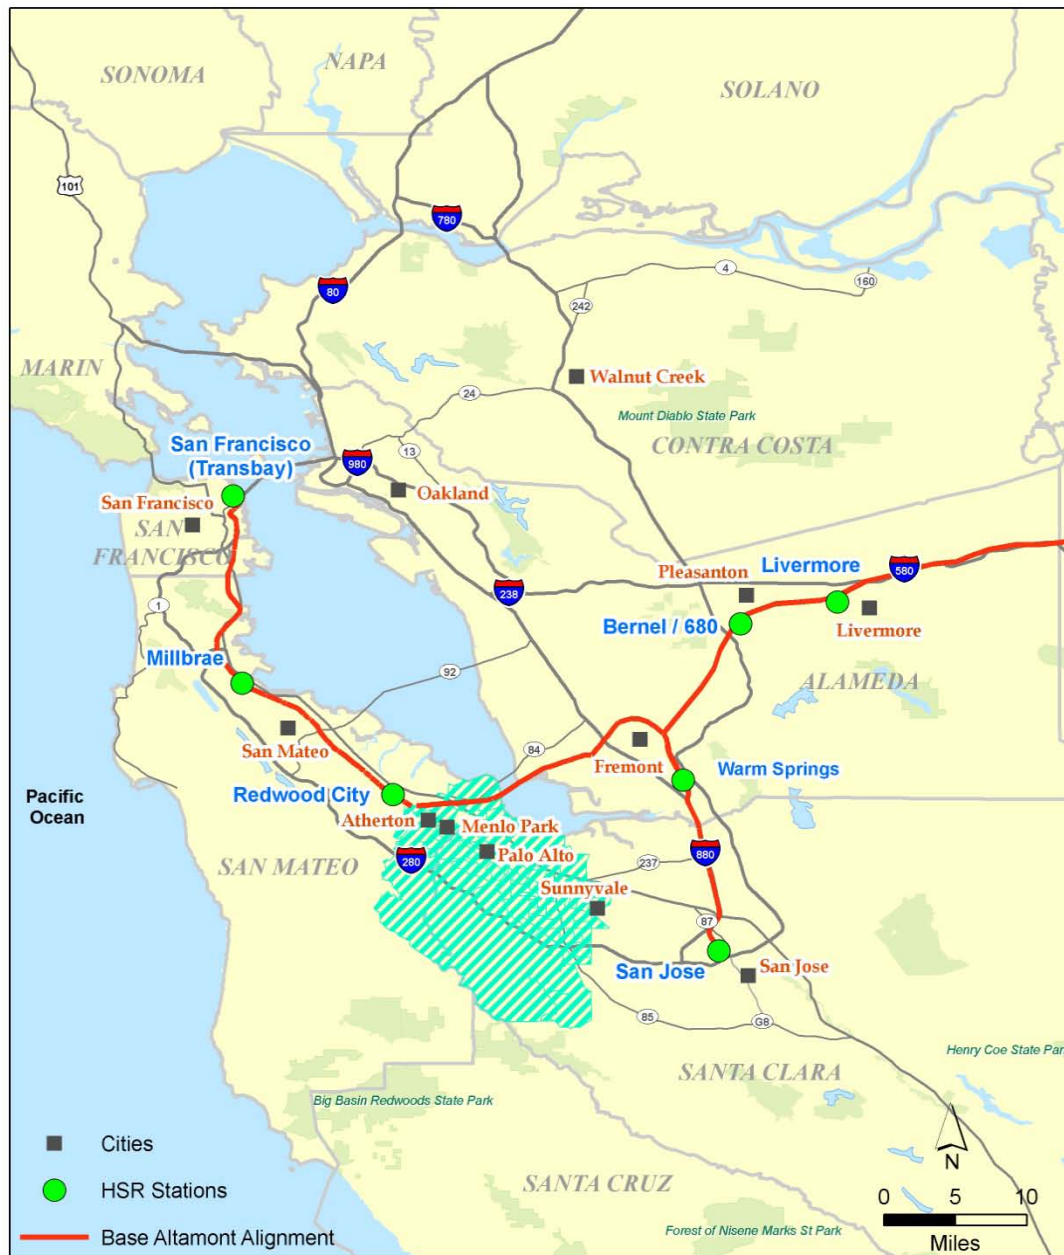 SONOMA
NAPA
SOLANO
101
780
80
4
160
242
MARIN
Walnut Creek
24
Mount Diablo State Park
CONTRA COSTA
San Francisco
(Transbay)
13
980
Oakland
San Francisco
SAN
FRANCISCO
Livermore
580
Pleasanton
238
1
Bernel / 680
Livermore
Millbrae
92
ALAMEDA
San Mateo
84
Fremont
Warm Springs
Pacific
Ocean
Redwood City
Atherton
Menlo Park
Palo Alto
280
SAN MATEO
237
880
Sunnyvale
87
San Jose
San Jose
85
G8
Henry Coe State Par
SANTA CLARA
Big Basin Redwoods State Park
Cities
N
HSR Stations
SANTA CRUZ
0 5 10
Forest of Nisene Marks St Park
Base Altamont Alignment
Miles